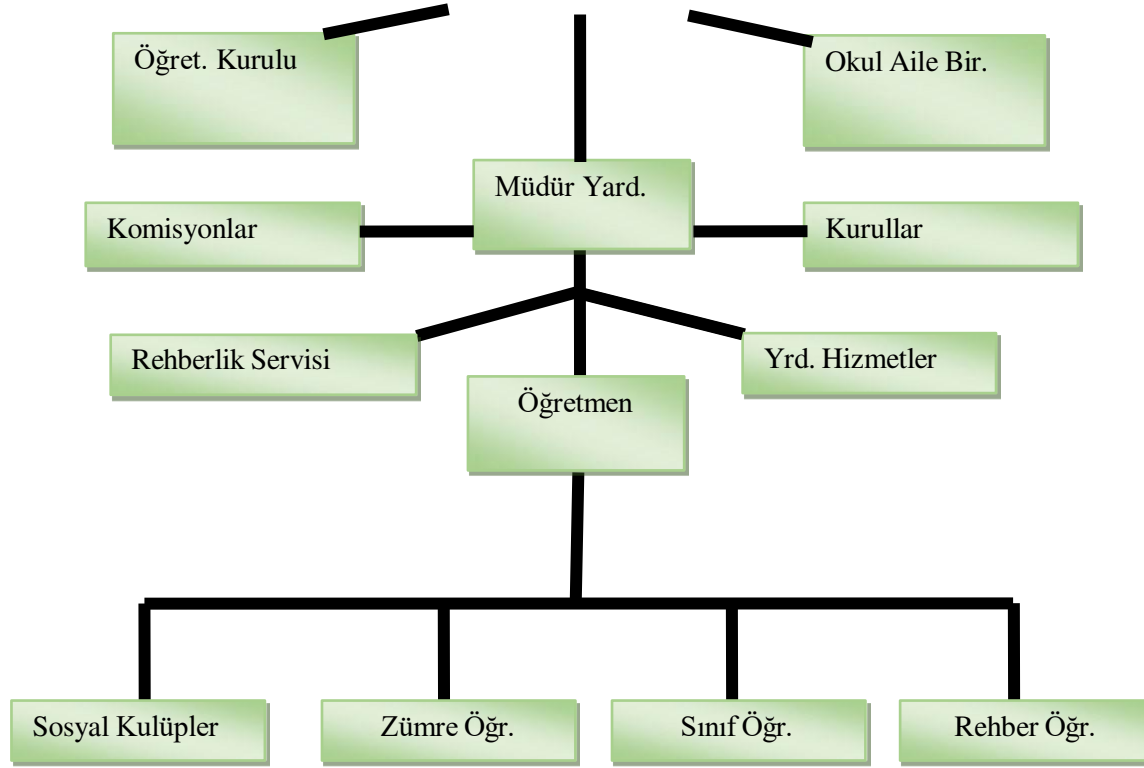 Öğret. Kurulu
Okul Aile Bir.
Müdür Yard.
Komisyonlar
Kurullar
Rehberlik Servisi
Yrd. Hizmetler
Öğretmen
Sosyal Kulüpler
Zümre Öğr.
Sınıf Öğr.
Rehber Öğr.